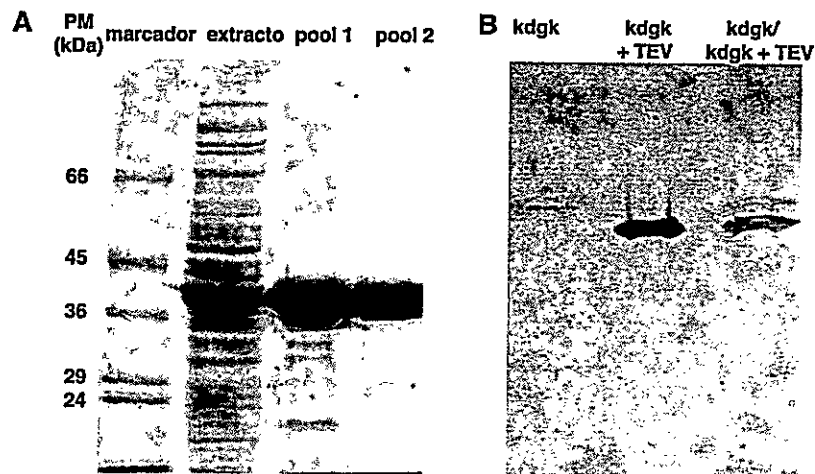 A
PM
(kDa)
marcador extracto pool 1 pool 2
66
45
36
29
24
B
kdgk
kdgk
+ TEV
kdgk/
kdgk + TEV